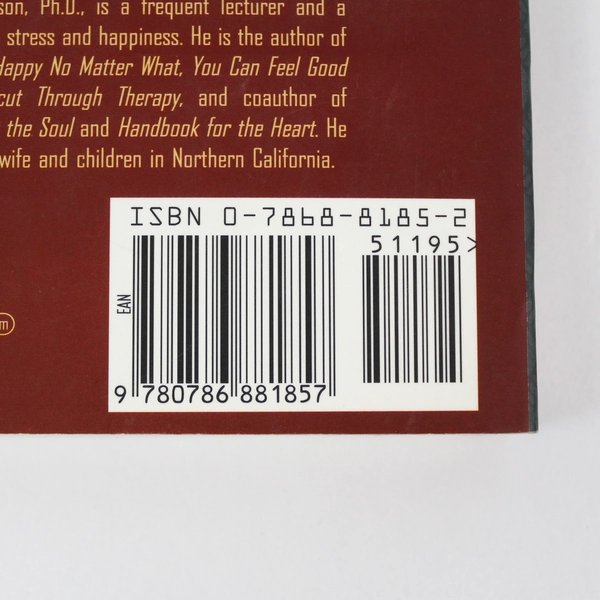 son, Ph.D., is a frequent lecturer and a
stress and happiness. He is the author of
Happy No Matter What, You Can Feel Good
cut Through Therapy, and coauthor of
the Soul and Handbook for the Heart. He
wife and children in Northern California.
ISBN 0-7868-8185-2
51195>
EAN
9 780786 881857
m